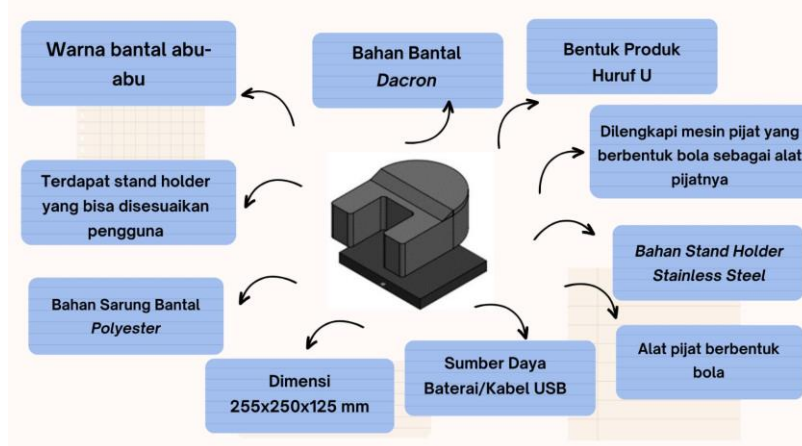 Warna bantal abu-
abu
Bahan Bantal
Dacron
Bentuk Produk
Huruf U
Dilengkapi mesin pijat yang
berbentuk bola sebagai alat
pijatnya
Terdapat stand holder
yang bisa disesuaikan
pengguna
Bahan Stand Holder
Stainless Steel
Bahan Sarung Bantal
Polyester
Alat pijat berbentuk
bola
Sumber Daya
Baterai/Kabel USB
Dimensi
255x250x125 mm